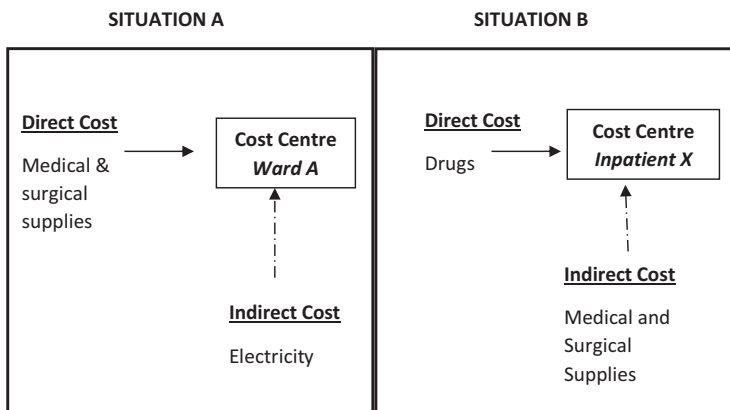 SITUATION A
Direct Cost
Medical &
surgical
supplies
Cost Centre
Ward A
Indirect Cost
Electricity
SITUATION B
Direct Cost
Drugs
Cost Centre
Inpatient X
Indirect Cost
Medical and
Surgical
Supplies